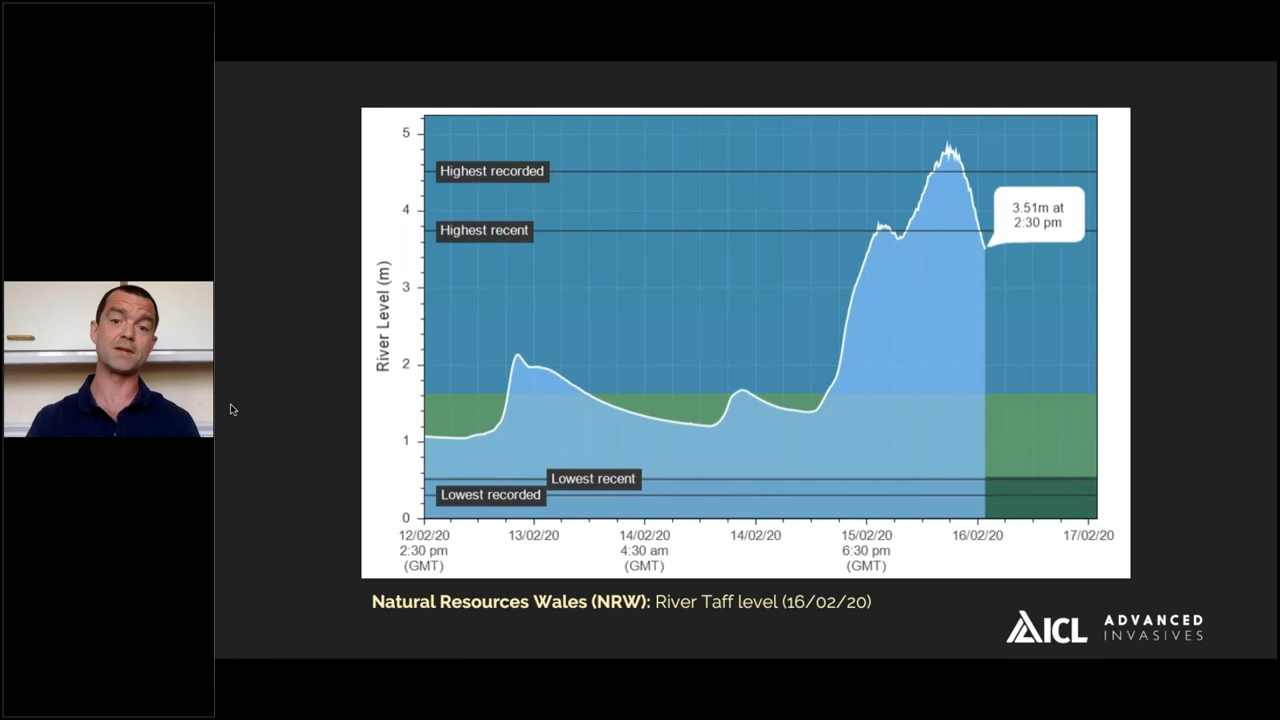 5
Highest recorded
3.51m at
2:30 pm
4
Highest recent
River Level (m)
3
2
1
Lowest recent
Lowest recorded
0
12/02/20
2:30 pm
(GMT)
13/02/20
14/02/20
4:30 am
(GMT)
14/02/20
15/02/20
6:30 pm
(GMT)
16/02/20
17/02/20
Natural Resources Wales (NRW): River Taff level (16/02/20)
AICL ADVANCED
INVASIVES